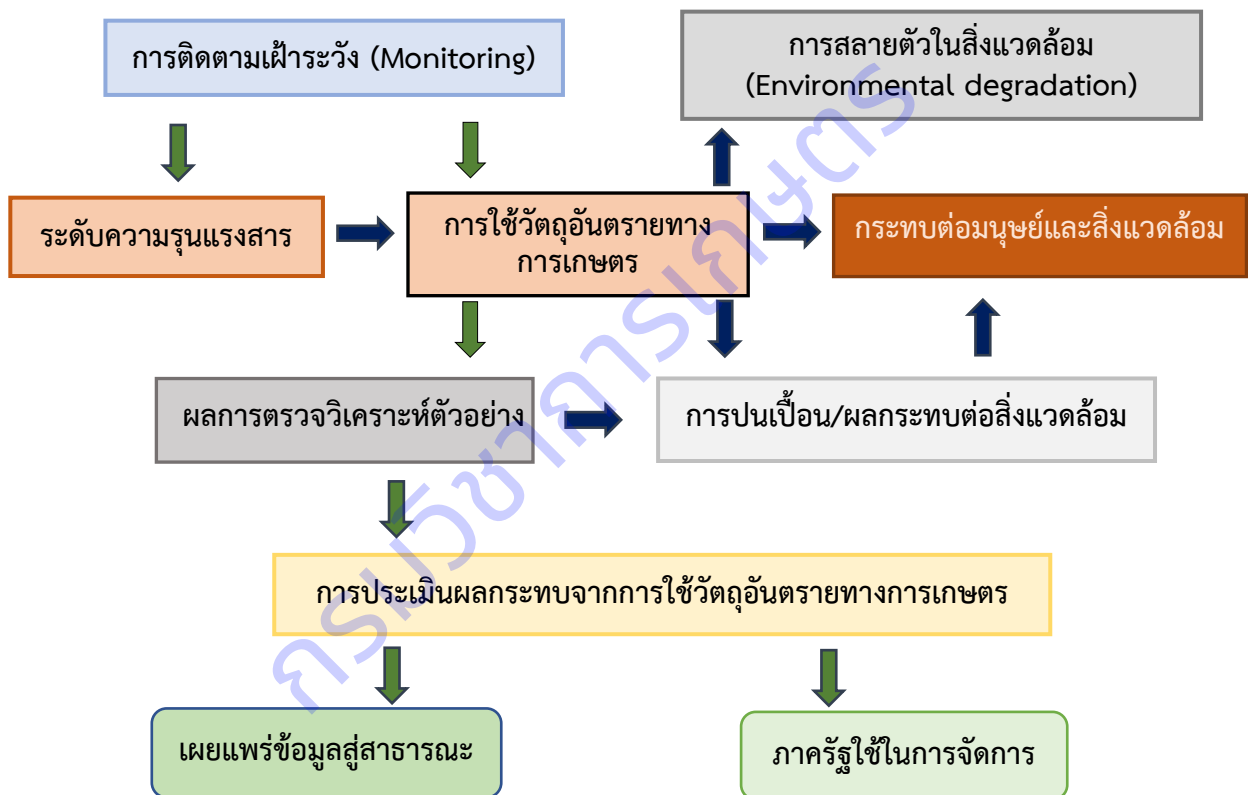 การติดตามเฝ้าระวัง (Monitoring)
การสลายตัวในสิ่งแวดล้อม
(Environmental degradation)
ระดับความรุนแรงสาร
การใช้วัตถุอันตรายทาง
การเกษตร
กระทบต่อมนุษย์และสิ่งแวดล้อม
ผลการตรวจวิเคราะห์ตัวอย่าง
การปนเปื้อน/ผลกระทบต่อสิ่งแวดล้อม
การประเมินผลกระทบจากการใช้วัตถุอันตรายทางการเกษตร
เผยแพร่ข้อมูลสู่สาธารณะ
ภาครัฐใช้ในการจัดการ
กรมวิชาการเกษตร